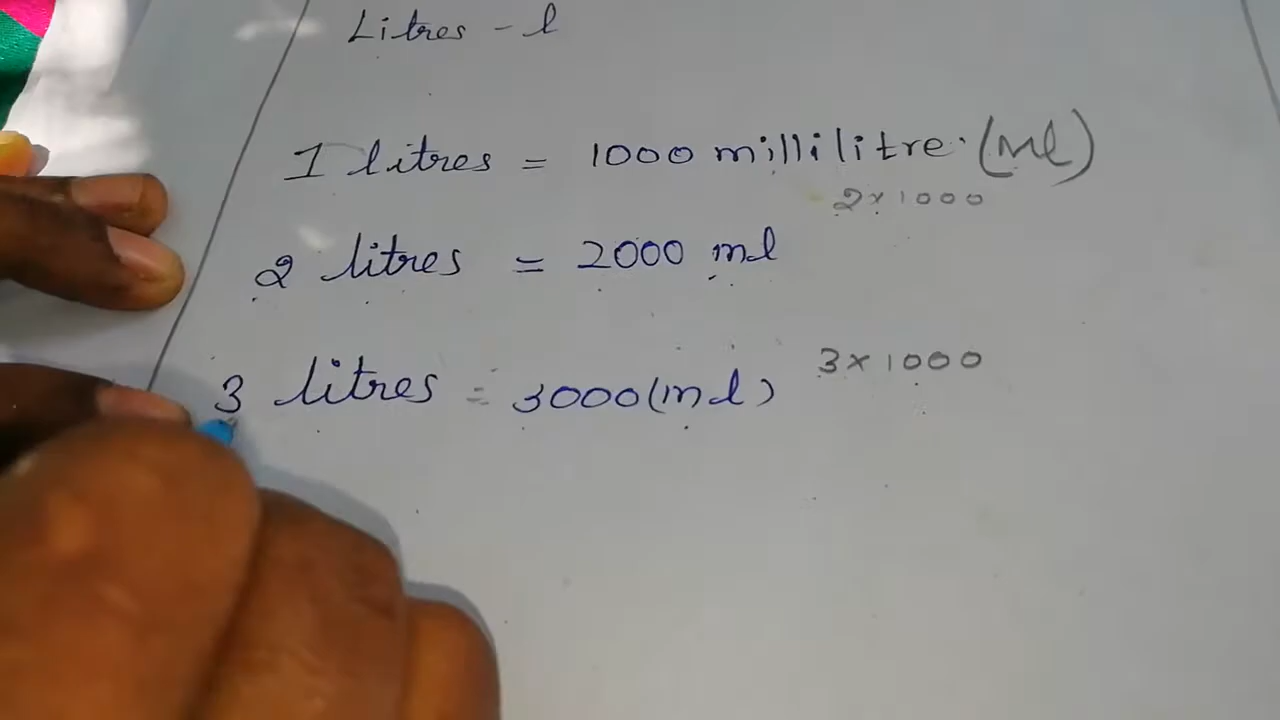 Litres - l
1 litres = 1000 millilitre. (ml)
2 x 1000
2 litres = 2000 ml
3 x 1000
3 litres = 3000 (ml)